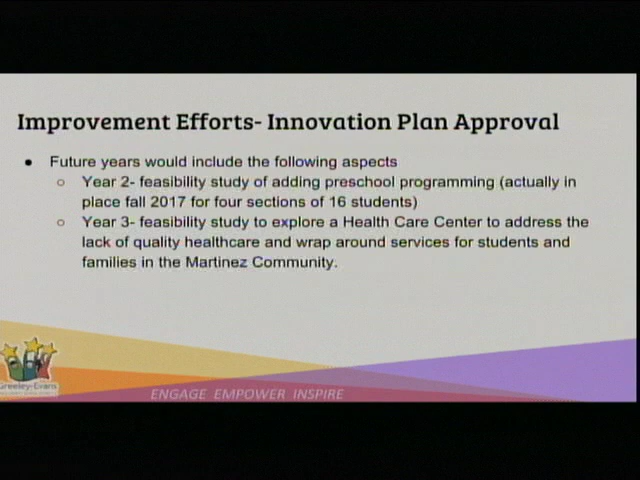 Improvement Efforts- Innovation Plan Approval
● Future years would include the following aspects
○ Year 2- feasibility study of adding preschool programming (actually in
place fall 2017 for four sections of 16 students)
○ Year 3- feasibility study to explore a Health Care Center to address the
lack of quality healthcare and wrap around services for students and
families in the Martinez Community.
Greeley-Evans
ENGAGE EMPOWER INSPIRE